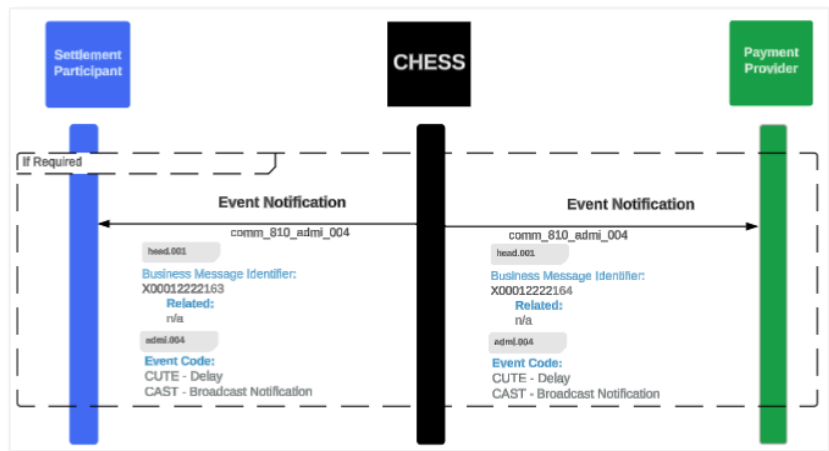 Settlement
Participant
CHESS
Payment
Provider
If Required
Event Notification
comm_810_admi_004
head.001
Business Message Identifier:
X00012222163
Related:
n/a
admi.004
Event Code:
CUTE - Delay
CAST - Broadcast Notification
Event Notification
comm_810_admi_004
head.001
Business Message Identifier:
X00012222164
Related:
n/a
admi.004
Event Code:
CUTE - Delay
CAST - Broadcast Notification